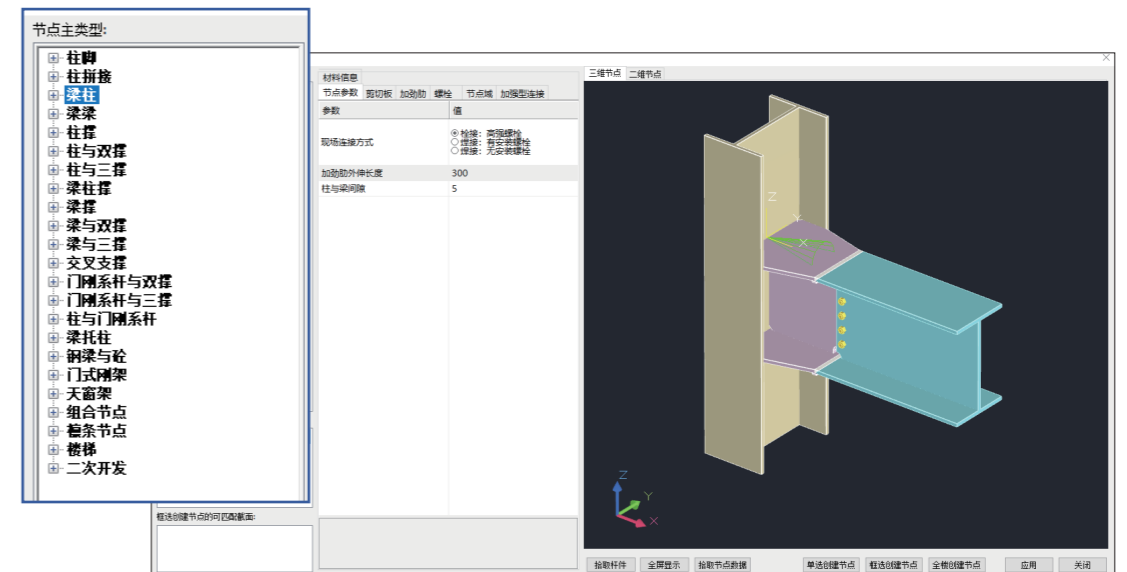 节点主类型:
柱脚
柱拼接
梁柱
梁梁
柱撑
柱与双撑
柱与三撑
梁柱撑
梁撑
梁与双撑
梁与三撑
交叉支撑
门刚系杆与双撑
门刚系杆与三撑
柱与门刚系杆
梁托柱
钢梁与砼
门式刚架
天窗架
组合节点
檩条节点
楼梯
二次开发
框选创建节点的可匹配截面:
材料信息
节点参数 剪切板 加劲肋 螺栓 节点域 加强型连接
参数 值
现场连接方式
栓接: 高强螺栓
焊接: 有安装螺栓
焊接: 无安装螺栓
加劲肋外伸长度 300
柱与梁间隙 5
三维节点 二维节点
Z
Y
X
Z
Y
X
拾取杆件 全屏显示 拾取节点数据 单选创建节点 框选创建节点 全楼创建节点 应用 关闭